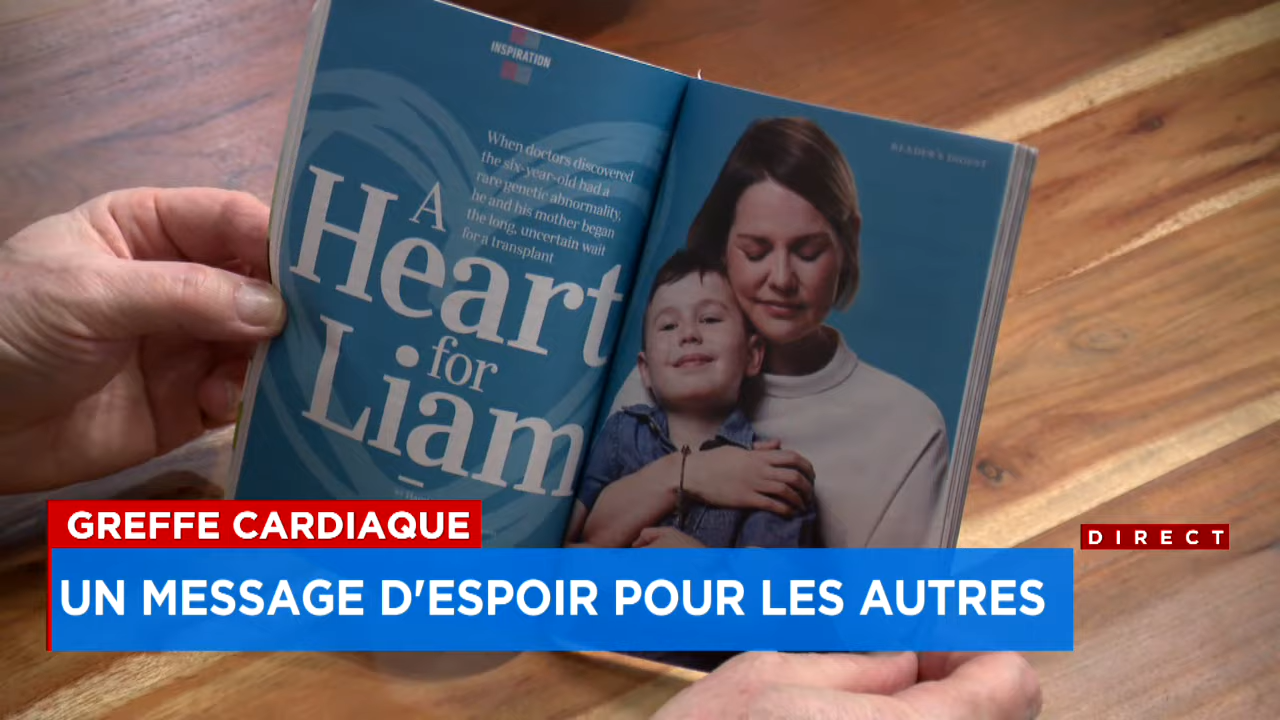 INSPIRATION
When doctors discovered
the six-year-old had a
rare genetic abnormality,
he and his mother began
the long, uncertain wait
for a transplant
A
Heart
for
Liam
READER'S DIGEST
GREFFE CARDIAQUE
DIRECT
UN MESSAGE D'ESPOIR POUR LES AUTRES